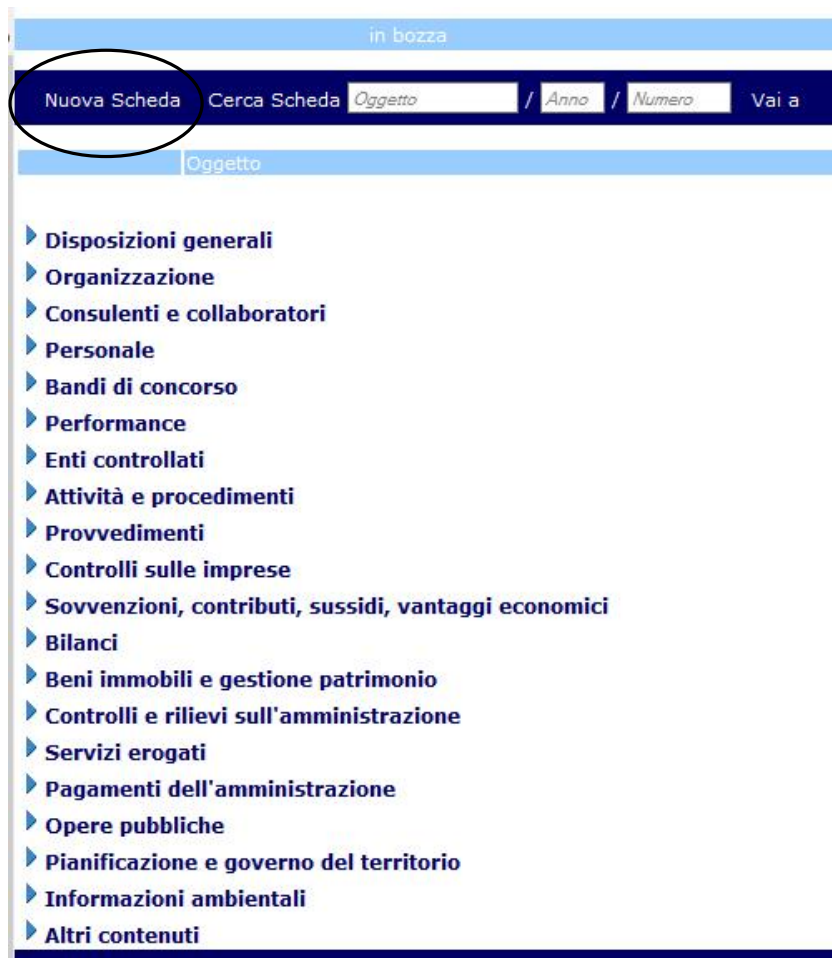 in bozza
Nuova Scheda Cerca Scheda Oggetto / Anno / Numero Vai a
Oggetto
Disposizioni generali
Organizzazione
Consulenti e collaboratori
Personale
Bandi di concorso
Performance
Enti controllati
Attività e procedimenti
Provvedimenti
Controlli sulle imprese
Sovvenzioni, contributi, sussidi, vantaggi economici
Bilanci
Beni immobili e gestione patrimonio
Controlli e rilievi sull'amministrazione
Servizi erogati
Pagamenti dell'amministrazione
Opere pubbliche
Pianificazione e governo del territorio
Informazioni ambientali
Altri contenuti